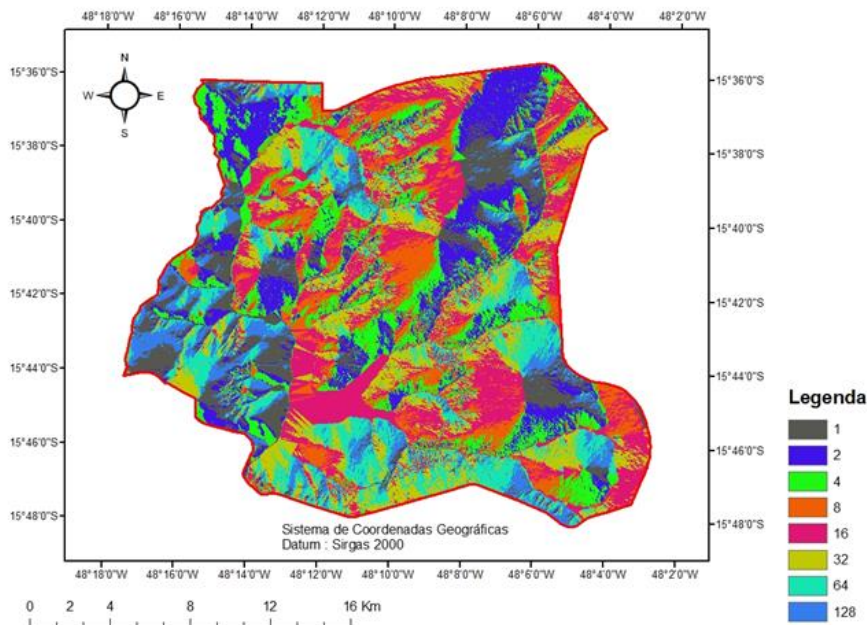 48°18'0"W 48°16'0"W 48°14'0"W 48°12'0"W 48°10'0"W 48°8'0"W 48°6'0"W 48°4'0"W 48°2'0"W
N
W E
S
15°36'0"S 15°36'0"S
15°38'0"S 15°38'0"S
15°40'0"S 15°40'0"S
15°42'0"S 15°42'0"S
15°44'0"S 15°44'0"S
15°46'0"S 15°46'0"S
15°48'0"S 15°48'0"S
Sistema de Coordenadas Geográficas
Datum : Sirgas 2000
48°18'0"W 48°16'0"W 48°14'0"W 48°12'0"W 48°10'0"W 48°8'0"W 48°6'0"W 48°4'0"W 48°2'0"W
0 2 4 8 12 16 Km
Legenda
1
2
4
8
16
32
64
128